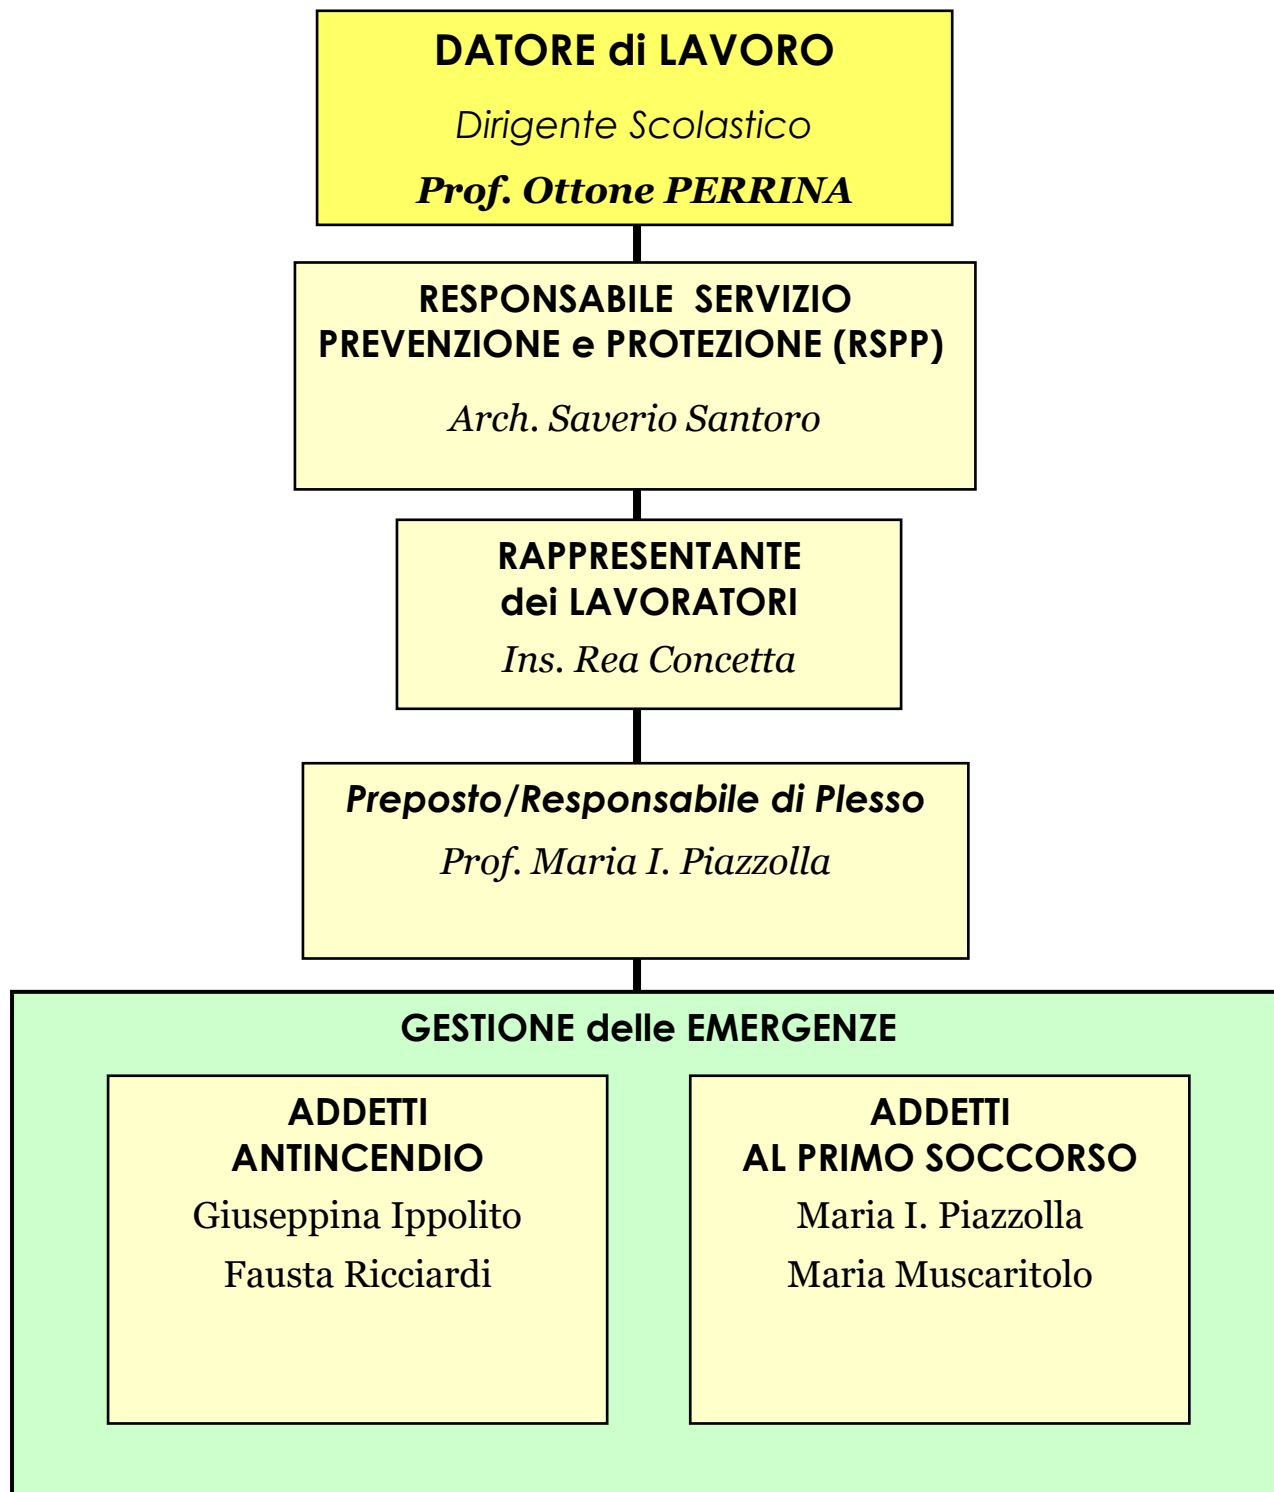 DATORE di LAVORO
Dirigente Scolastico
Prof. Ottone PERRINA
RESPONSABILE SERVIZIO
PREVENZIONE e PROTEZIONE (RSPP)
Arch. Saverio Santoro
RAPPRESENTANTE
dei LAVORATORI
Ins. Rea Concetta
Preposto/Responsabile di Plesso
Prof. Maria I. Piazzolla
GESTIONE delle EMERGENZE
ADDETTI
ANTINCENDIO
Giuseppina Ippolito
Fausta Ricciardi
ADDETTI
AL PRIMO SOCCORSO
Maria I. Piazzolla
Maria Muscaritolo